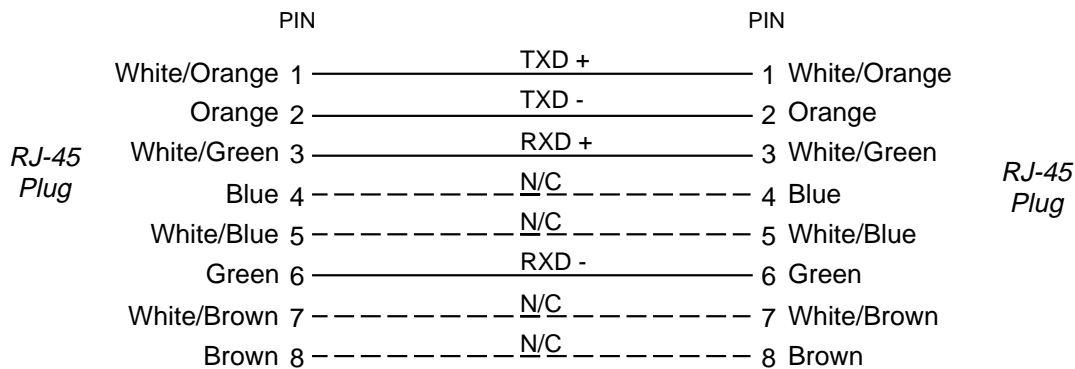 PIN PIN
White/Orange 1 TXD + 1 White/Orange
Orange 2 TXD - 2 Orange
White/Green 3 RXD + 3 White/Green
RJ-45 Plug
Blue 4 N/C 4 Blue
RJ-45 Plug
White/Blue 5 N/C 5 White/Blue
Green 6 RXD - 6 Green
White/Brown 7 N/C 7 White/Brown
Brown 8 N/C 8 Brown